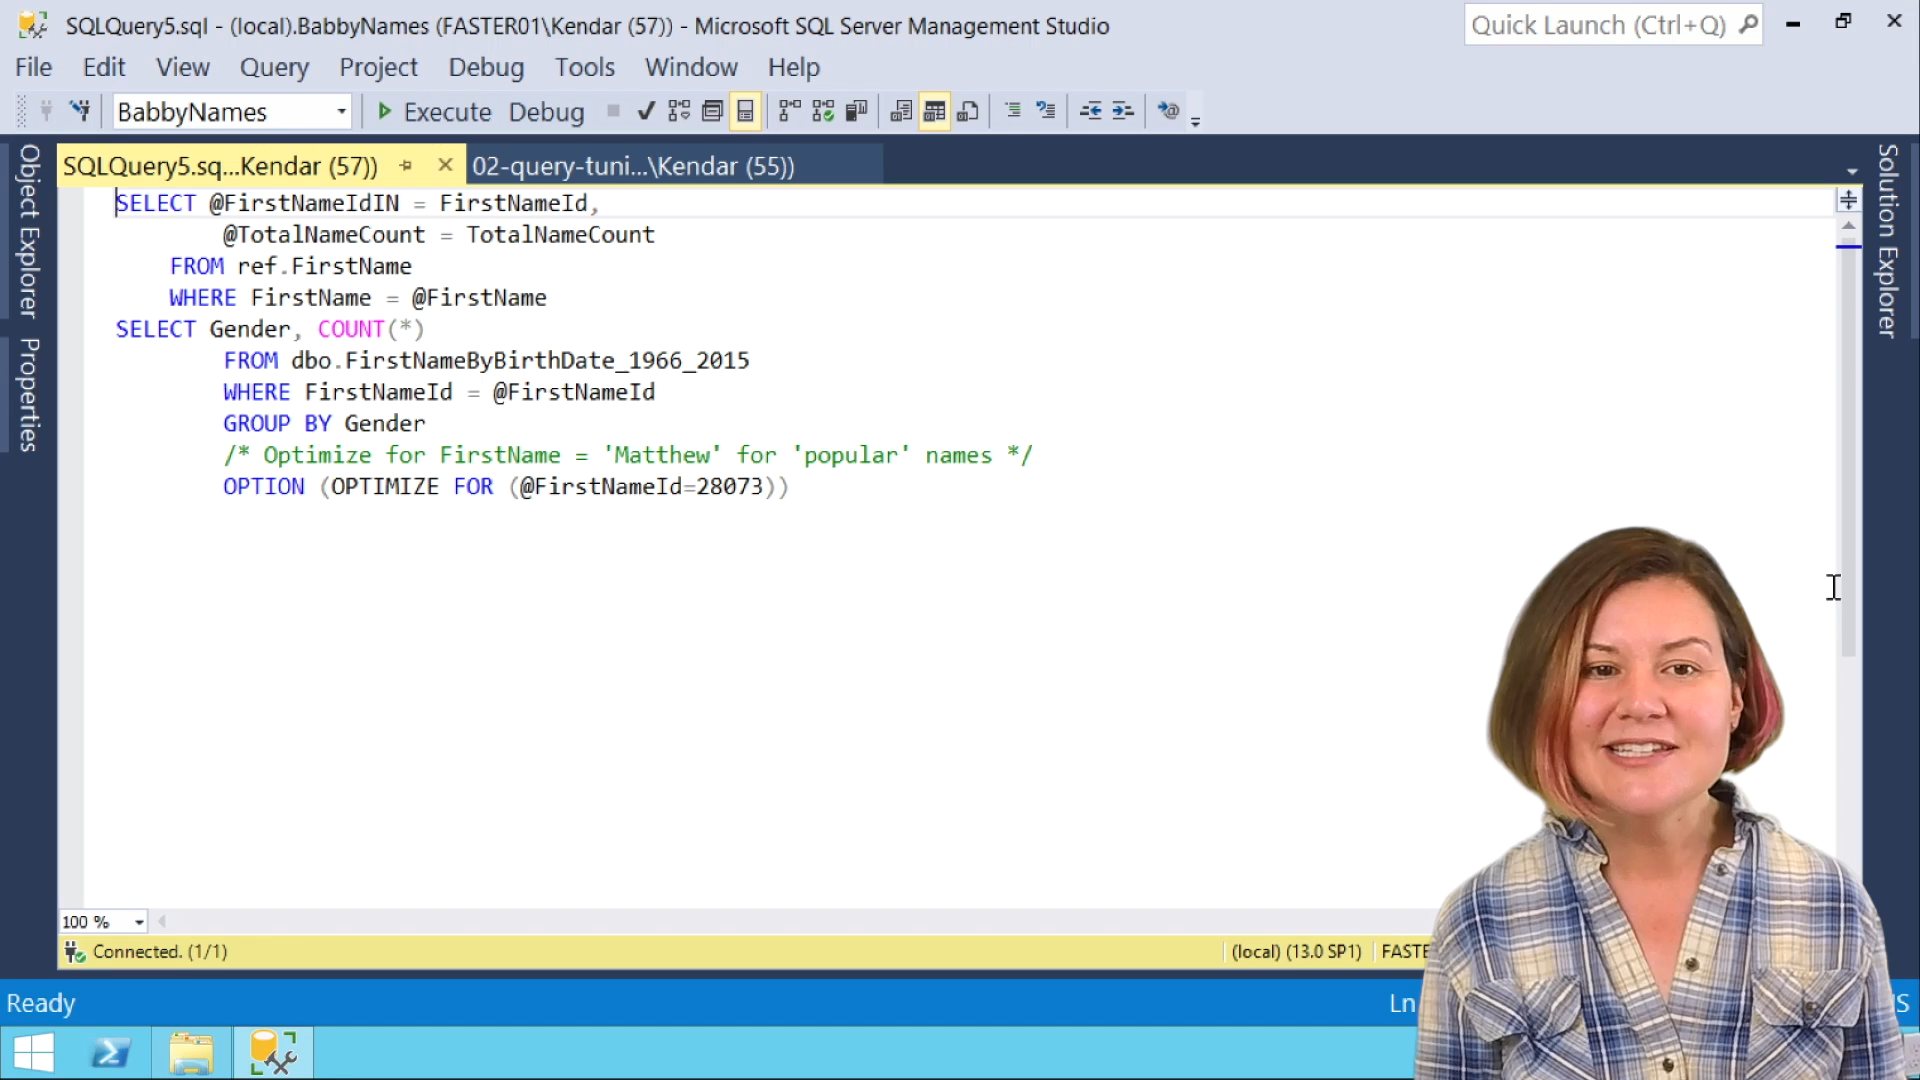 SQLQuery5.sql - (local).BabbyNames (FASTER01\Kendar (57)) - Microsoft SQL Server Management Studio
Quick Launch (Ctrl+Q)
File Edit View Query Project Debug Tools Window Help
BabbyNames Execute Debug
SQLQuery5.sq...Kendar (57)) 02-query-tuni...\Kendar (55))
Object Explorer
Properties
Solution Explorer
SELECT @FirstNameIdIN = FirstNameId,
@TotalNameCount = TotalNameCount
FROM ref.FirstName
WHERE FirstName = @FirstName
SELECT Gender, COUNT(*)
FROM dbo.FirstNameByBirthDate_1966_2015
WHERE FirstNameId = @FirstNameId
GROUP BY Gender
/* Optimize for FirstName = 'Matthew' for 'popular' names */
OPTION (OPTIMIZE FOR (@FirstNameId=28073))
100 %
Connected. (1/1) (local) (13.0 SP1) FASTE
Ready Ln S